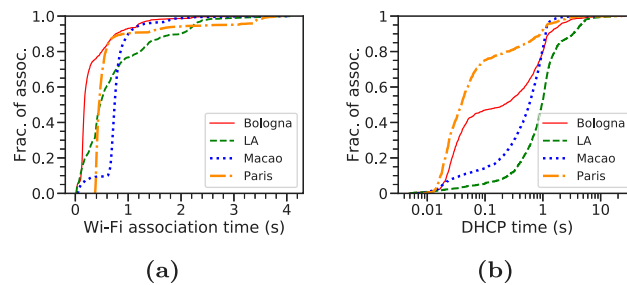 Frac. of assoc.
1.0
0.8
0.6
0.4
0.2
0.0
Bologna
LA
Macao
Paris
0 1 2 3 4
Wi-Fi association time (s)
(a)
Frac. of assoc.
1.0
0.8
0.6
0.4
0.2
0.0
Bologna
LA
Macao
Paris
0.01 0.1 1 10
DHCP time (s)
(b)